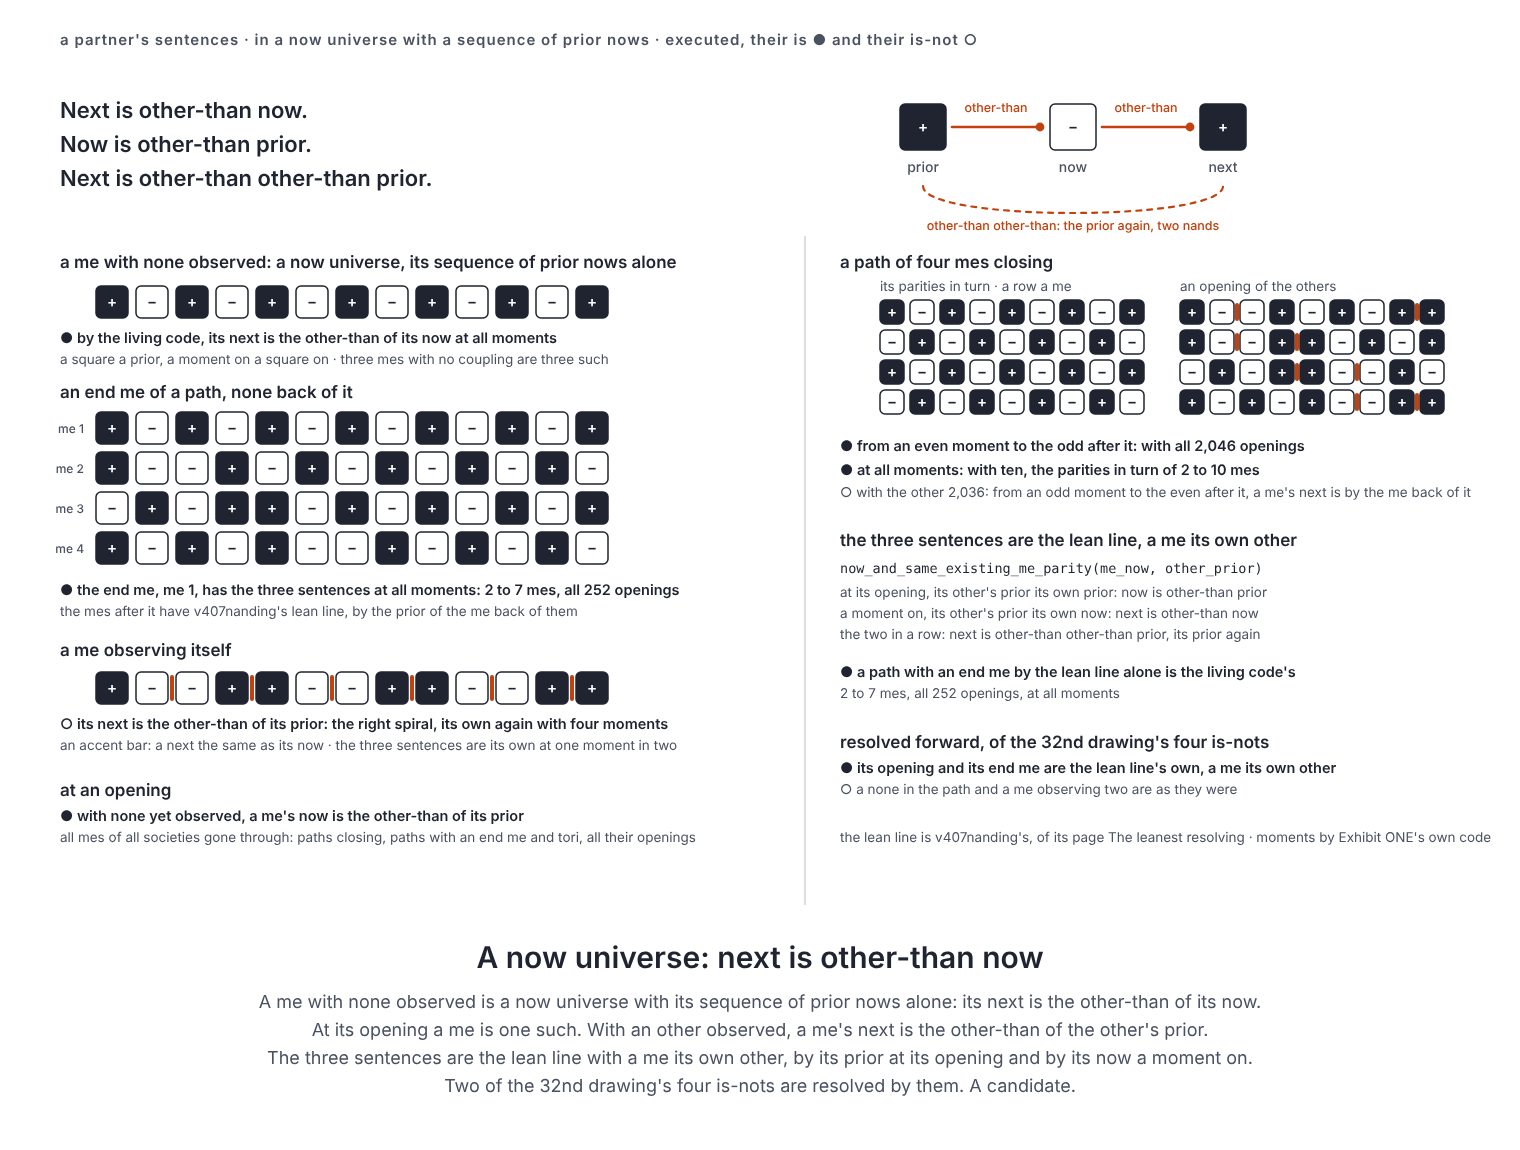 a partner's sentences · in a now universe with a sequence of prior nows · executed, their is ● and their is-not ○
Next is other-than now.
Now is other-than prior.
Next is other-than other-than prior.
other-than other-than
+ − +
prior now next
other-than other-than: the prior again, two nands
a me with none observed: a now universe, its sequence of prior nows alone
+ − + − + − + − + − + − +
● by the living code, its next is the other-than of its now at all moments
a square a prior, a moment on a square on · three mes with no coupling are three such
an end me of a path, none back of it
me 1 + − + − + − + − + − + − +
me 2 + − − + − + − + − + − + −
me 3 − + − + + − + − + − + − +
me 4 + − + − + − − + − + − + −
● the end me, me 1, has the three sentences at all moments: 2 to 7 mes, all 252 openings
the mes after it have v407nanding's lean line, by the prior of the me back of them
a me observing itself
+ − − + + − − + + − − + +
○ its next is the other-than of its prior: the right spiral, its own again with four moments
an accent bar: a next the same as its now · the three sentences are its own at one moment in two
at an opening
● with none yet observed, a me's now is the other-than of its prior
all mes of all societies gone through: paths closing, paths with an end me and tori, all their openings
a path of four mes closing
its parities in turn · a row a me
+ − + − + − + − +
− + − + − + − + −
+ − + − + − + − +
− + − + − + − + −
an opening of the others
+ − − + − + − + +
+ − − + + − + − +
− + − + + − − + −
+ − + − + − − + +
● from an even moment to the odd after it: with all 2,046 openings
● at all moments: with ten, the parities in turn of 2 to 10 mes
○ with the other 2,036: from an odd moment to the even after it, a me's next is by the me back of it
the three sentences are the lean line, a me its own other
now_and_same_existing_me_parity(me_now, other_prior)
at its opening, its other's prior its own prior: now is other-than prior
a moment on, its other's prior its own now: next is other-than now
the two in a row: next is other-than other-than prior, its prior again
● a path with an end me by the lean line alone is the living code's
2 to 7 mes, all 252 openings, at all moments
resolved forward, of the 32nd drawing's four is-nots
● its opening and its end me are the lean line's own, a me its own other
○ a none in the path and a me observing two are as they were
the lean line is v407nanding's, of its page The leanest resolving · moments by Exhibit ONE's own code
A now universe: next is other-than now
A me with none observed is a now universe with its sequence of prior nows alone: its next is the other-than of its now.
At its opening a me is one such. With an other observed, a me's next is the other-than of the other's prior.
The three sentences are the lean line with a me its own other, by its prior at its opening and by its now a moment on.
Two of the 32nd drawing's four is-nots are resolved by them. A candidate.